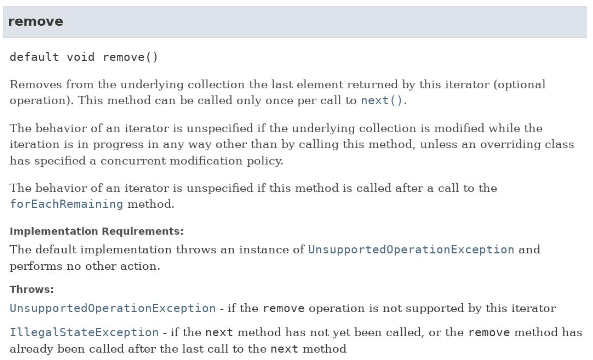 remove
default void remove()
Removes from the underlying collection the last element returned by this iterator (optional
operation). This method can be called only once per call to next().
The behavior of an iterator is unspecified if the underlying collection is modified while the
iteration is in progress in any way other than by calling this method, unless an overriding class
has specified a concurrent modification policy.
The behavior of an iterator is unspecified if this method is called after a call to the
forEachRemaining method.
Implementation Requirements:
The default implementation throws an instance of UnsupportedOperationException and
performs no other action.
Throws:
UnsupportedOperationException - if the remove operation is not supported by this iterator
IllegalStateException - if the next method has not yet been called, or the remove method has
already been called after the last call to the next method